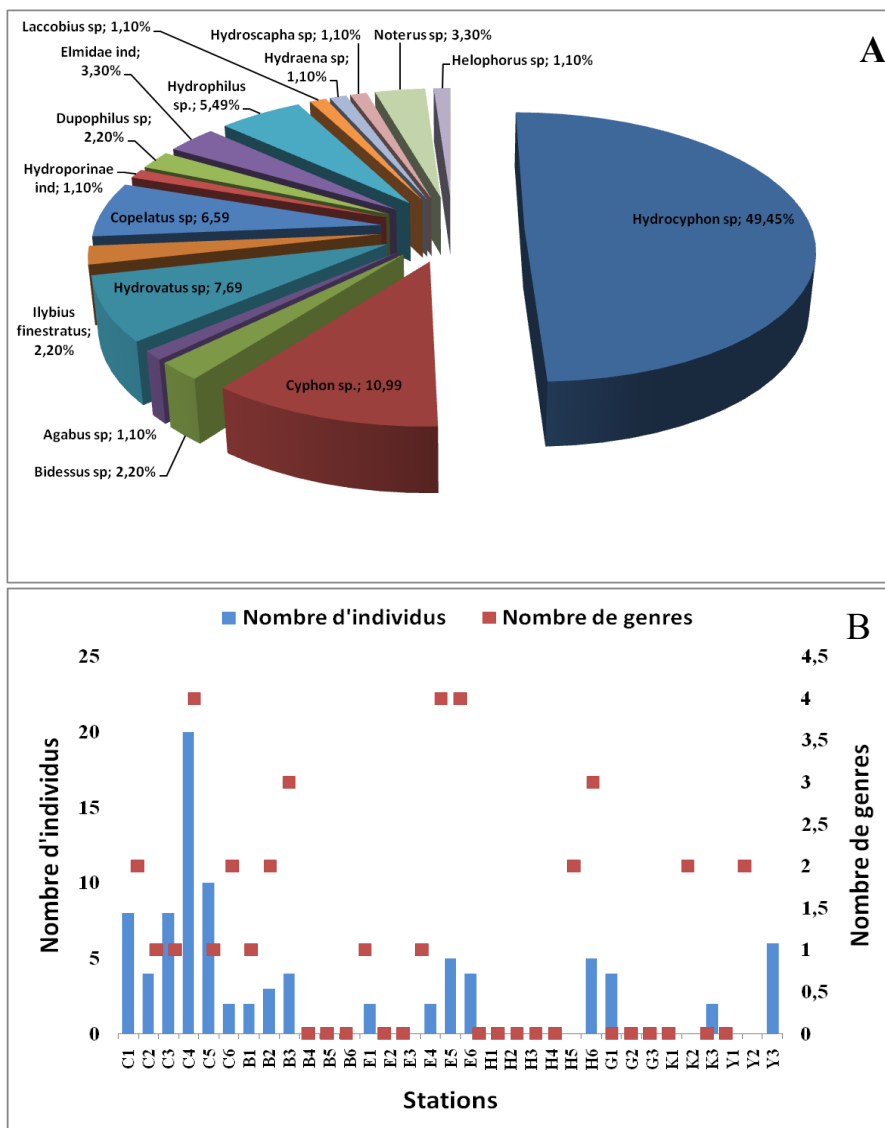 A
Laccobius sp; 1,10%
Elmidae ind;
3,30%
Hydrophilus
sp.; 5,49%
Hydroscapha sp; 1,10%
Hydraena sp;
1,10%
Noterus sp; 3,30%
Helophorus sp; 1,10%
Dupophilus sp;
2,20%
Hydroporinae
ind; 1,10%
Copelatus sp; 6,59
Hydrocyphon sp; 49,45%
Hydrovatus sp; 7,69
Ilybius
finestratus;
2,20%
Cyphon sp.; 10,99
Agabus sp; 1,10%
Bidessus sp; 2,20%
B
Nombre d'individus
Nombre de genres
Nombre d'individus
25
20
15
10
5
0
4,5
4
3,5
3
2,5
2
1,5
1
0,5
0
Nombre de genres
C1 C2 C3 C4 C5 C6 B1 B2 B3 B4 B5 B6 E1 E2 E3 E4 E5 E6 H1 H2 H3 H4 H5 H6 G1 G2 G3 K1 K2 K3 Y1 Y2 Y3
Stations